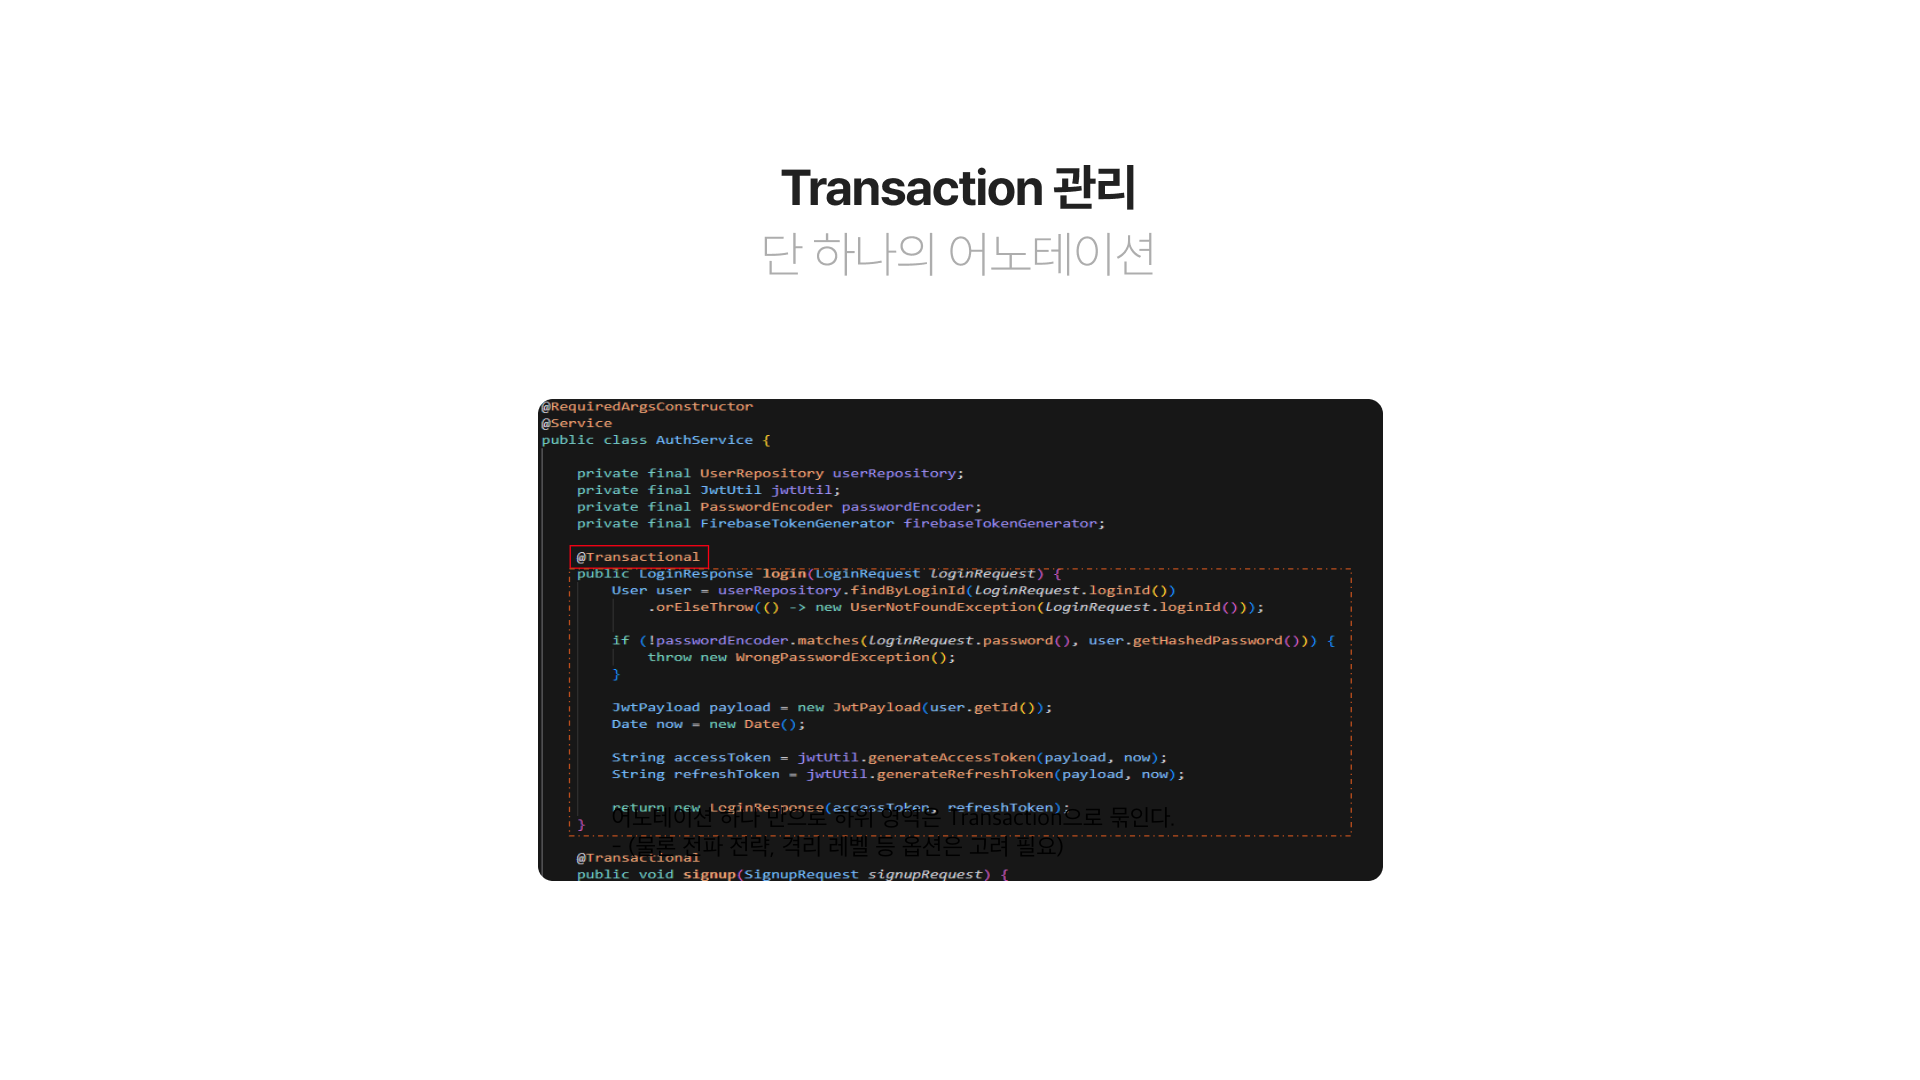 Transaction 관리
단 하나의 어노테이션
@RequiredArgsConstructor
@Service
public class AuthService {
private final UserRepository userRepository;
private final JwtUtil jwtUtil;
private final PasswordEncoder passwordEncoder;
private final FirebaseTokenGenerator firebaseTokenGenerator;
@Transactional
public LoginResponse login(LoginRequest loginRequest) {
User user = userRepository.findByLoginId(loginRequest.loginId())
.orElseThrow(() -> new UserNotFoundException(loginRequest.loginId()));
if (!passwordEncoder.matches(loginRequest.password(), user.getHashedPassword())) {
throw new WrongPasswordException();
}
JwtPayload payload = new JwtPayload(user.getId());
Date now = new Date();
String accessToken = jwtUtil.generateAccessToken(payload, now);
String refreshToken = jwtUtil.generateRefreshToken(payload, now);
return new LoginResponse(accessToken, refreshToken);
어노테이션 하나 만으로 하위 영역은 Transaction으로 묶인다.
}
- (물론 전파 전략, 격리 레벨 등 옵션은 고려 필요)
@Transactional
public void signup(SignupRequest signupRequest) {